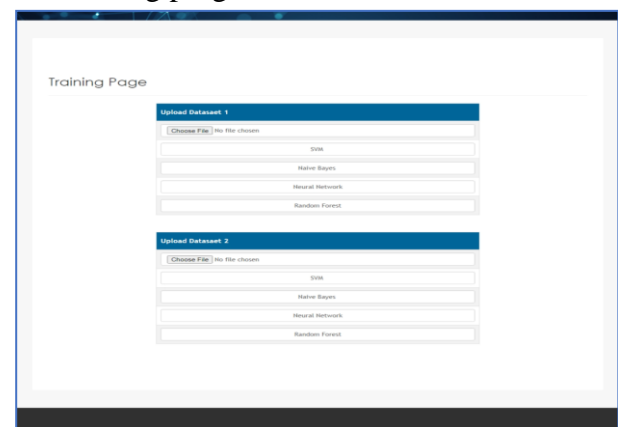 Training Page
Upload Dataset 1
Choose File No file chosen
SVM
Naive Bayes
Neural Network
Random Forest
Upload Dataset 2
Choose File No file chosen
SVM
Naive Bayes
Neural Network
Random Forest